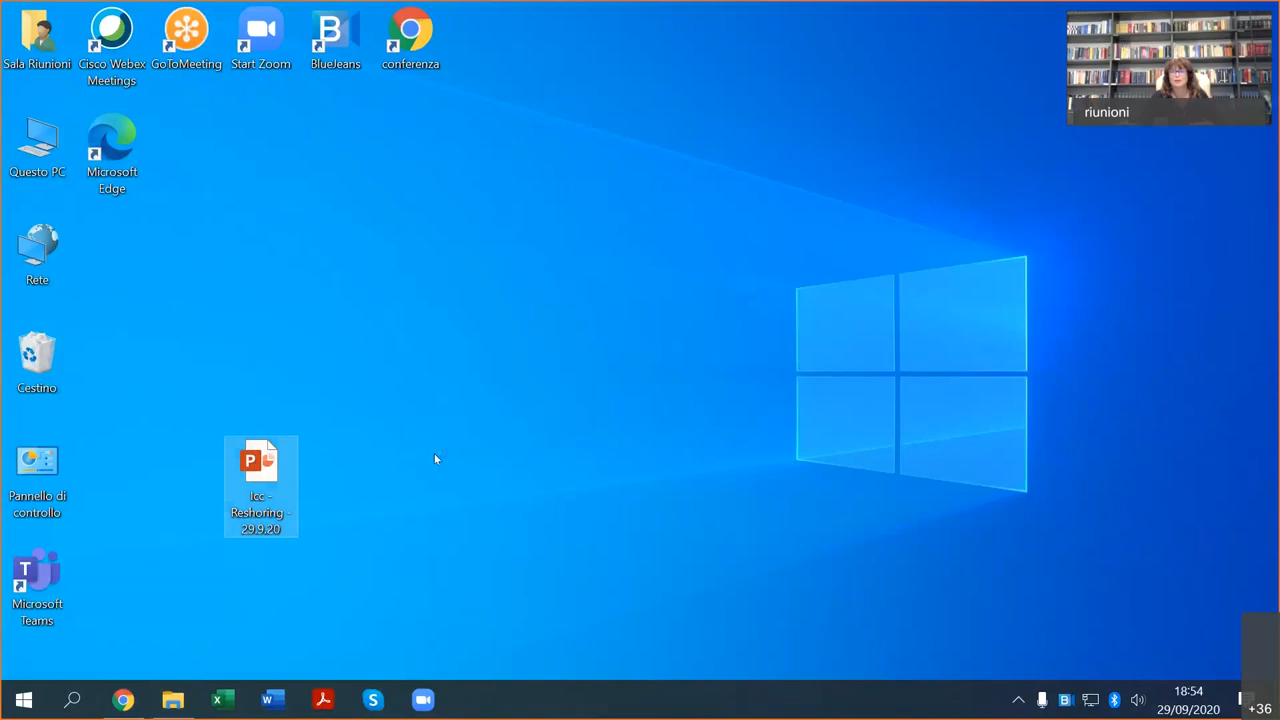 Sala Riunioni
Cisco Webex
Meetings
GoToMeeting
Start Zoom
B
BlueJeans
conferenza
riunioni
Questo PC
Microsoft
Edge
Rete
Cestino
Pannello di
controllo
P
Icc -
Reshoring -
29.9.20
T
Microsoft
Teams
X
W
S
B
18:54
29/09/2020
+36